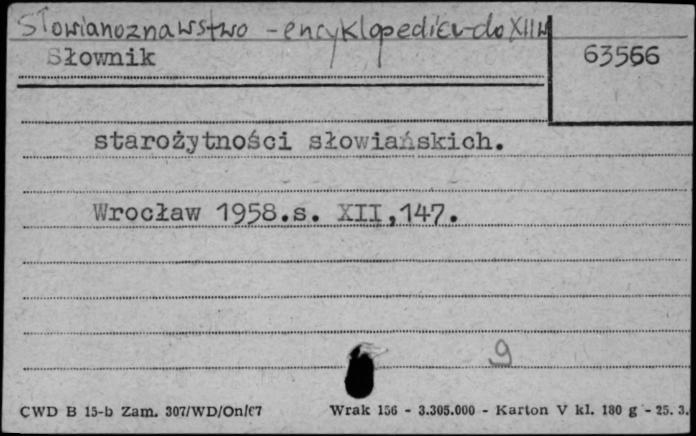 Słowianoznawstwo - encyklopedie - do XII w
Słownik
63566
starożytności słowiańskich.
Wrocław 1958.s. XII,147.
9
CWD B 15-b Zam. 307/WD/On/67 Wrak 156 - 3.305.000 - Karton V kl. 180 g - 25. 3.